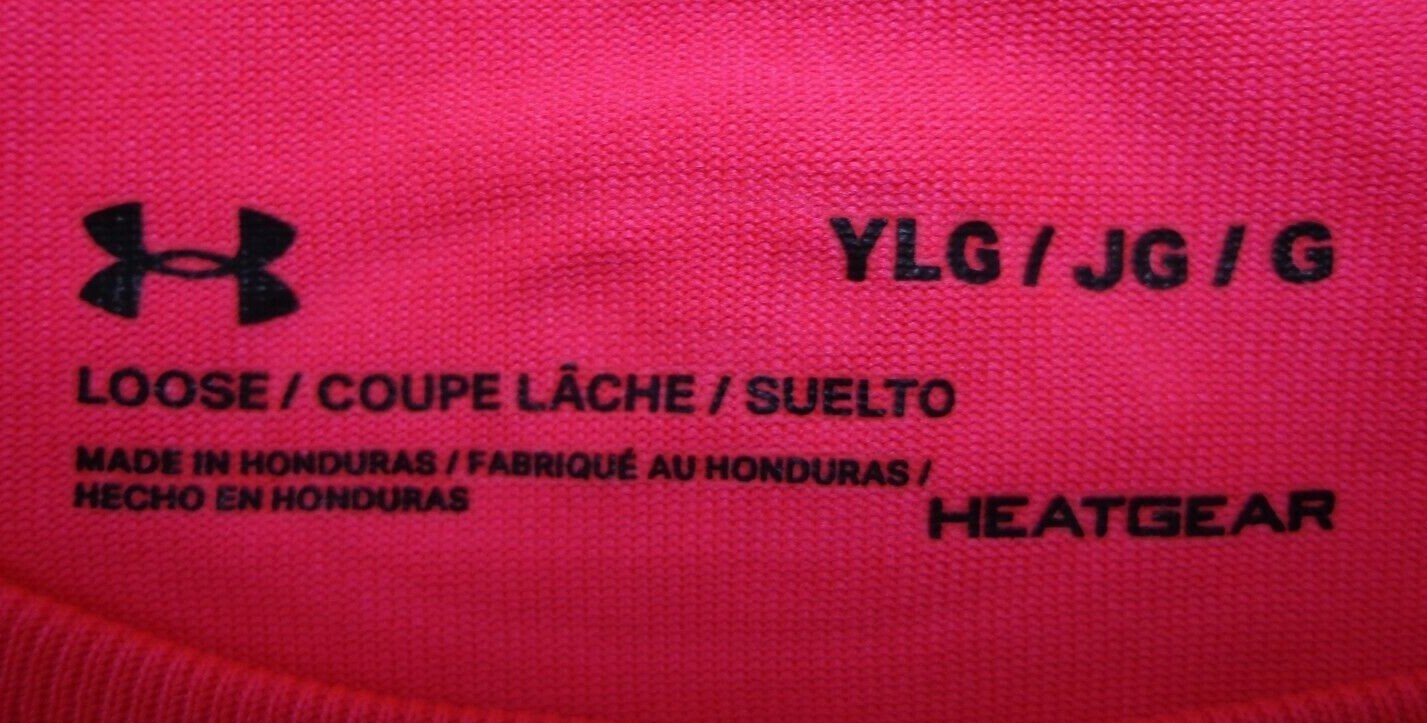 YLG / JG / G
LOOSE / COUPE LÂCHE / SUELTO
MADE IN HONDURAS / FABRIQUÉ AU HONDURAS /
HECHO EN HONDURAS
HEATGEAR